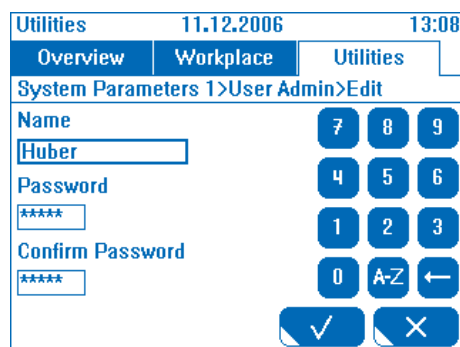 Utilities 11.12.2006 13:08
Overview Workplace Utilities
System Parameters 1>User Admin>Edit
Name
Huber
7 8 9
Password
4 5 6
*****
1 2 3
Confirm Password
*****
0 A-Z ←